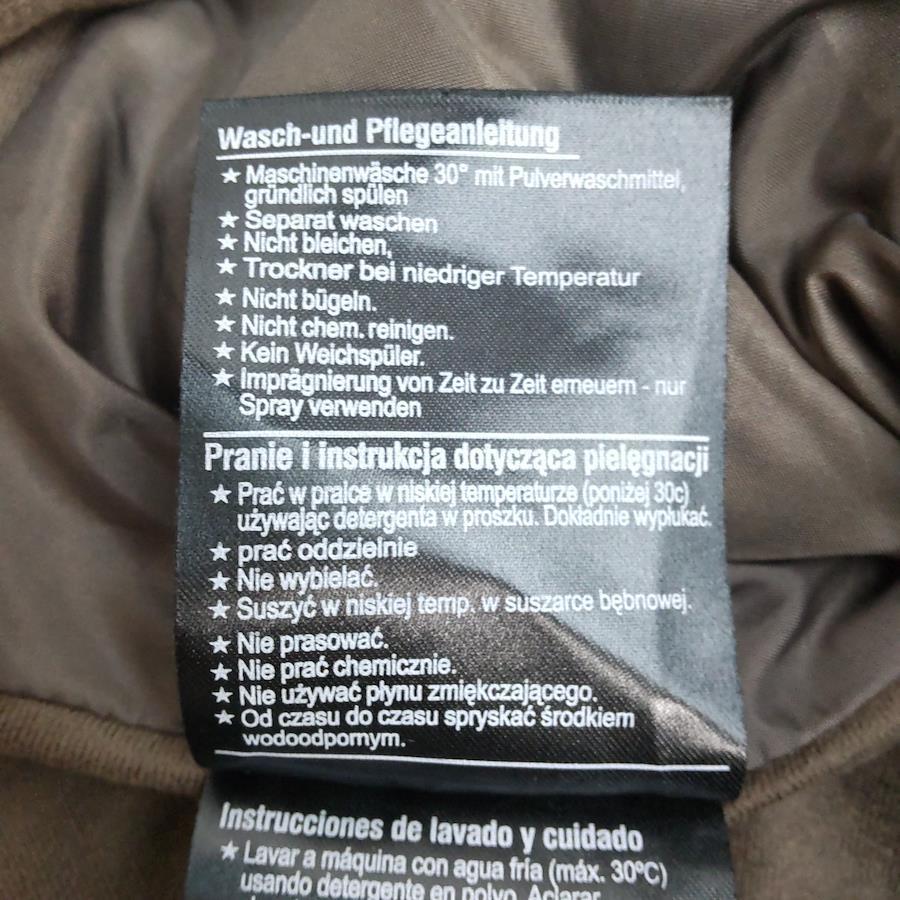 Wasch-und Pflegeanleitung
★ Maschinenwäsche 30° mit Pulverwaschmittel,
gründlich spülen
★ Separat waschen
★ Nicht bleichen,
★ Trockner bei niedriger Temperatur
★ Nicht bügeln.
★ Nicht chem. reinigen.
★ Kein Weichspüler.
★ Imprägnierung von Zeit zu Zeit erneuern - nur
Spray verwenden
Pranie i instrukcja dotycząca pielęgnacji
★ Prać w praice w niskiej temperaturze (poniżej 30c)
używając detergenta w proszku. Dokładnie wypłukać.
★ prać oddzielnie
★ Nie wybielać.
★ Suszyć w niskiej temp. w suszarce bębnowej.
★ Nie prasować.
★ Nie prać chemicznie.
★ Nie używać płynu zmiękczającego.
★ Od czasu do czasu spryskać środkiem
wodoodpornym.
Instrucciones de lavado y cuidado
★ Lavar a máquina con agua fría (máx. 30ºC)
usando detergente en polvo. Aclarar